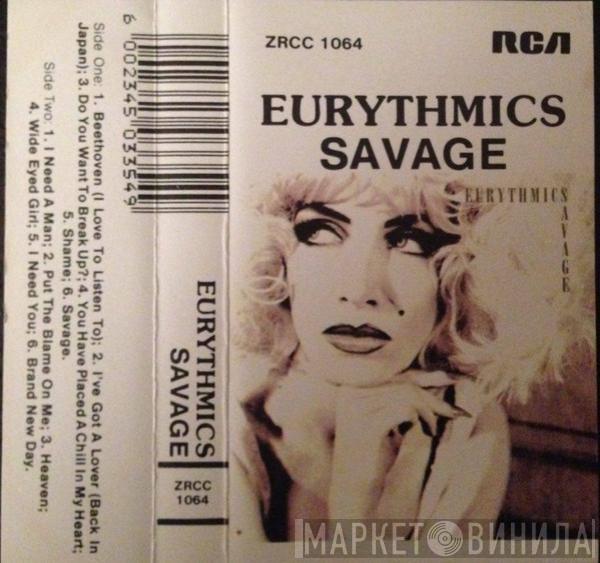 ZRCC 1064
RCA
EURYTHMICS
SAVAGE
EURYTHMICS
SAVAGE
EURYTHMICS
SAVAGE
ZRCC
1064
6 002345 033549
Side One: 1. Beethoven (I Love To Listen To); 2. I've Got A Lover (Back In
Japan); 3. Do You Want To Break Up?; 4. You Have Placed A Chill In My Heart;
5. Shame; 6. Savage.
Side Two: 1. I Need A Man; 2. Put The Blame On Me; 3. Heaven;
4. Wide Eyed Girl; 5. I Need You; 6. Brand New Day.
МАРКЕТ ВИНИЛА